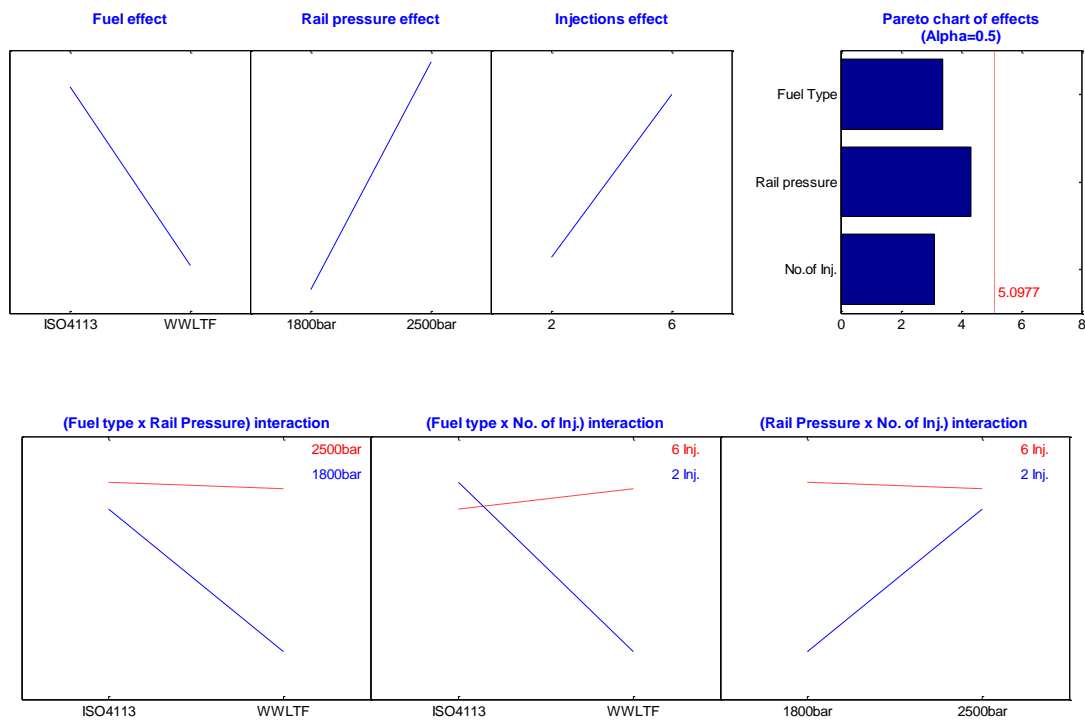 Fuel effect
Rail pressure effect
Injections effect
Pareto chart of effects
(Alpha=0.5)
Fuel Type
Rail pressure
No.of Inj.
5.0977
ISO4113
WWLTF
1800bar
2500bar
2
6
0
2
4
6
8
(Fuel type x Rail Pressure) interaction
(Fuel type x No. of Inj.) interaction
(Rail Pressure x No. of Inj.) interaction
2500bar
1800bar
6 Inj.
2 Inj.
6 Inj.
2 Inj.
ISO4113
WWLTF
ISO4113
WWLTF
1800bar
2500bar